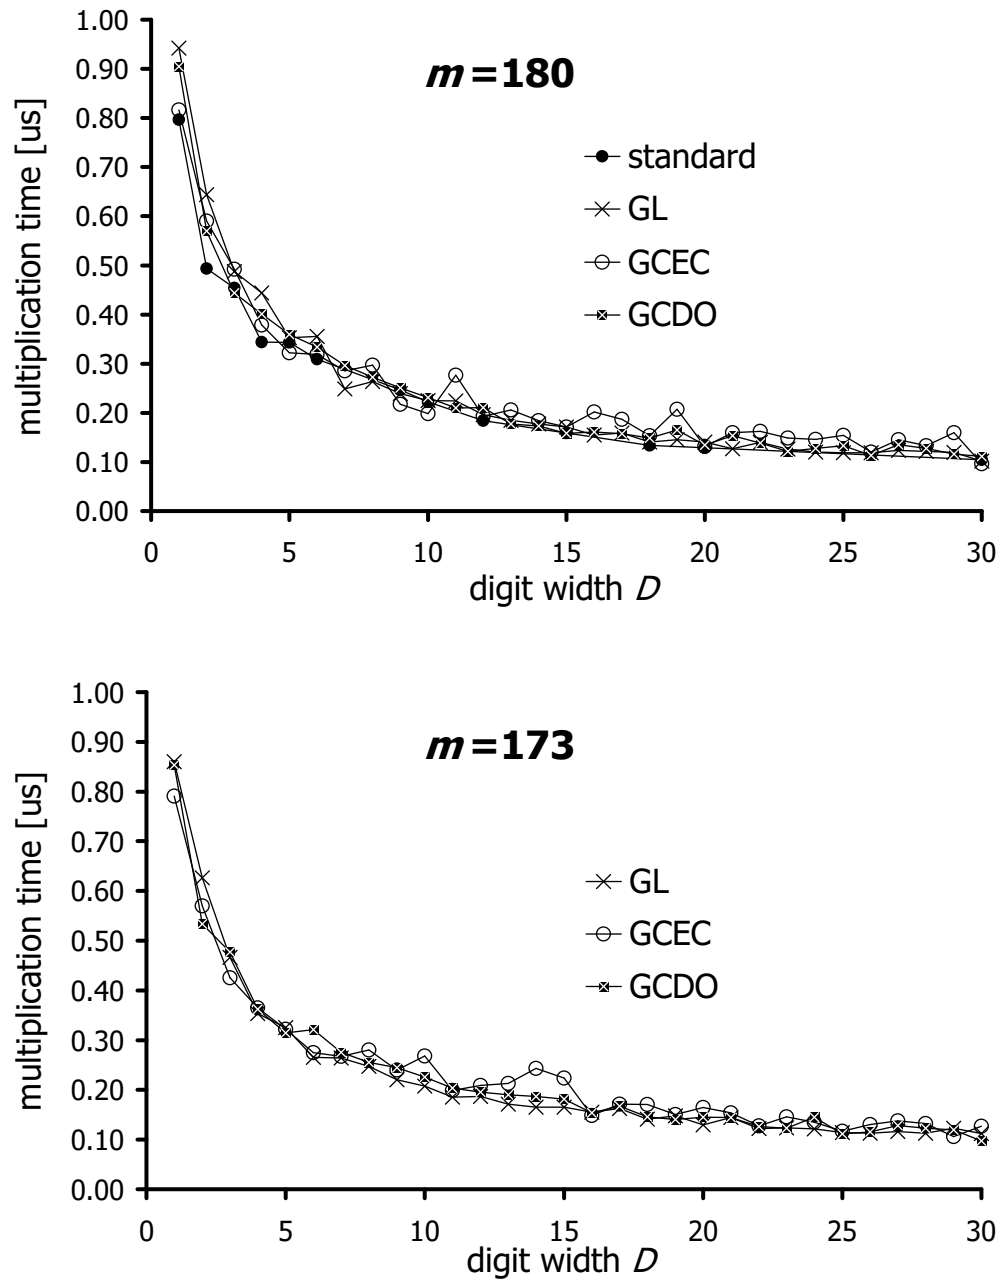 1.00
m=180
0.90
0.80
standard
0.70
GL
0.60
GCEC
0.50
GCDO
0.40
0.30
0.20
0.10
0.00
multiplication time [us]
0 5 10 15 20 25 30
digit width D
1.00
m=173
0.90
0.80
0.70
GL
0.60
GCEC
0.50
GCDO
0.40
0.30
0.20
0.10
0.00
multiplication time [us]
0 5 10 15 20 25 30
digit width D